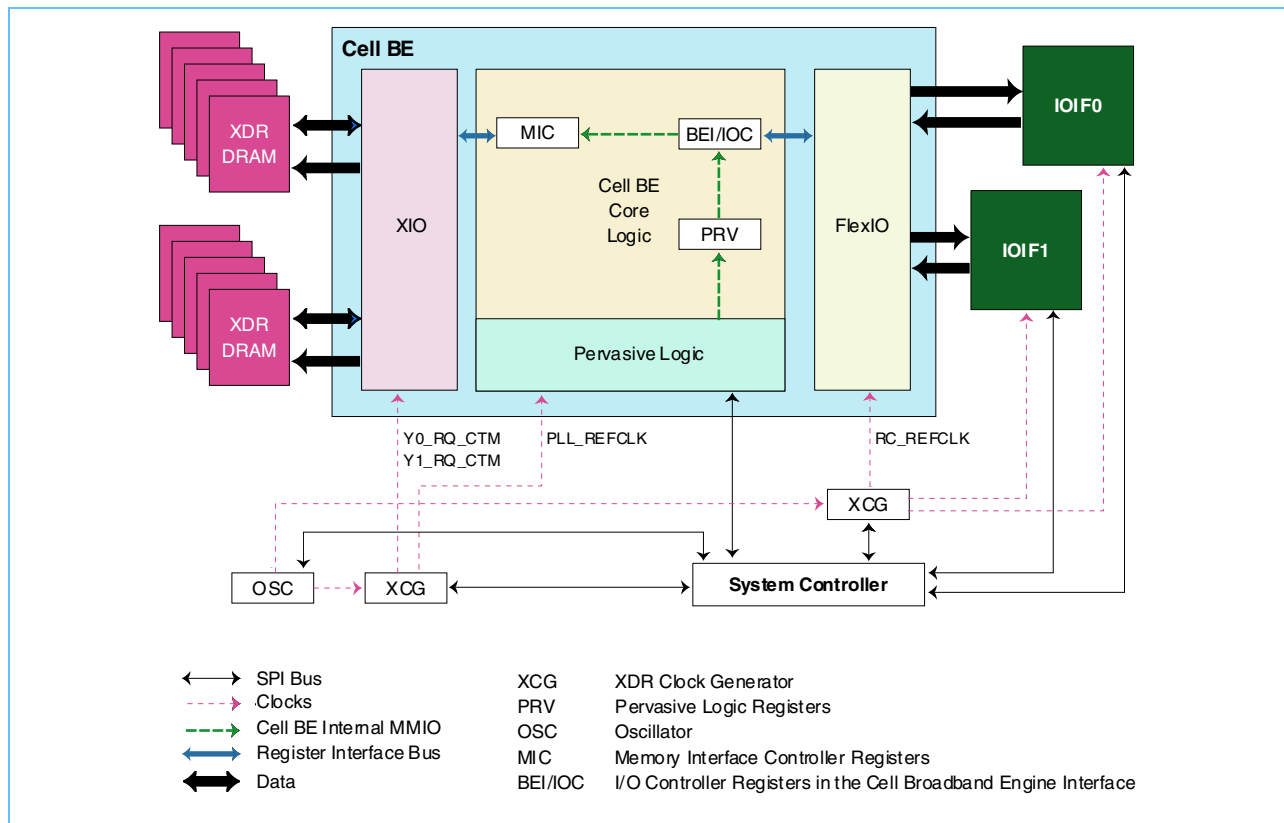 Cell BE
XDR
DRAM
XIO
MIC
BEI/IOC
Cell BE
Core
Logic
PRV
FlexIO
IOIF0
IOIF1
XDR
DRAM
Pervasive Logic
Y0_RQ_CTM
Y1_RQ_CTM
PLL_REFCLK
RC_REFCLK
XCG
OSC
XCG
System Controller
SPI Bus
Clocks
Cell BE Internal MMIO
Register Interface Bus
Data
XCG XDR Clock Generator
PRV Pervasive Logic Registers
OSC Oscillator
MIC Memory Interface Controller Registers
BEI/IOC I/O Controller Registers in the Cell Broadband Engine Interface